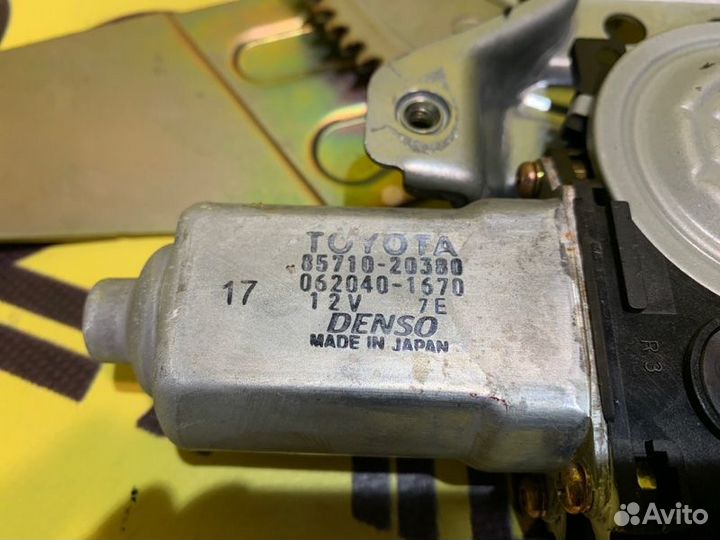 TOYOTA
85710-20380
17 062040-1670
12V 7E
DENSO
MADE IN JAPAN
R3
Avito